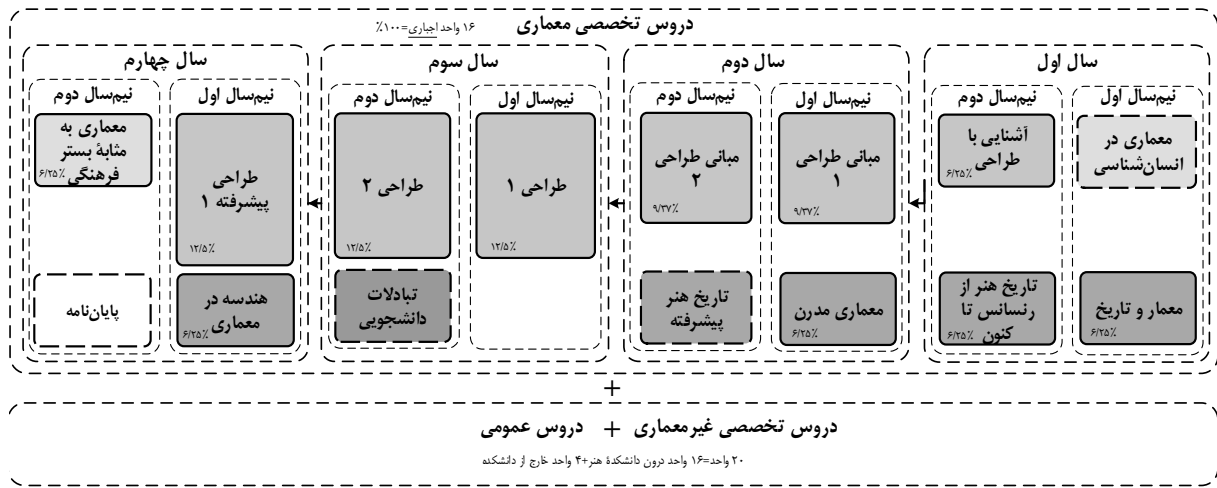 دروس تخصصی معماری
۱۶ واحد اجباری=۱۰۰٪
سال اول
نیم‌سال اول
معماری در
انسان‌شناسی
معمار و تاریخ
۶/۲۵٪
نیم‌سال دوم
آشنایی با
طراحی
۶/۲۵٪
تاریخ هنر از
رنسانس تا
کنون
۶/۲۵٪
سال دوم
نیم‌سال اول
مبانی طراحی
۱
۹/۳۷٪
معماری مدرن
۶/۲۵٪
نیم‌سال دوم
مبانی طراحی
۲
۹/۳۷٪
تاریخ هنر
پیشرفته
سال سوم
نیم‌سال اول
طراحی ۱
۱۲/۵٪
نیم‌سال دوم
طراحی ۲
۱۲/۵٪
تبادلات
دانشجویی
سال چهارم
نیم‌سال اول
طراحی
پیشرفته ۱
۱۲/۵٪
هندسه در
معماری
۶/۲۵٪
نیم‌سال دوم
معماری به
مثابهٔ بستر
فرهنگی
۶/۲۵٪
پایان‌نامه
+
دروس تخصصی غیرمعماری + دروس عمومی
۲۰ واحد=۱۶ واحد درون دانشکدهٔ هنر+۴ واحد خارج از دانشکده